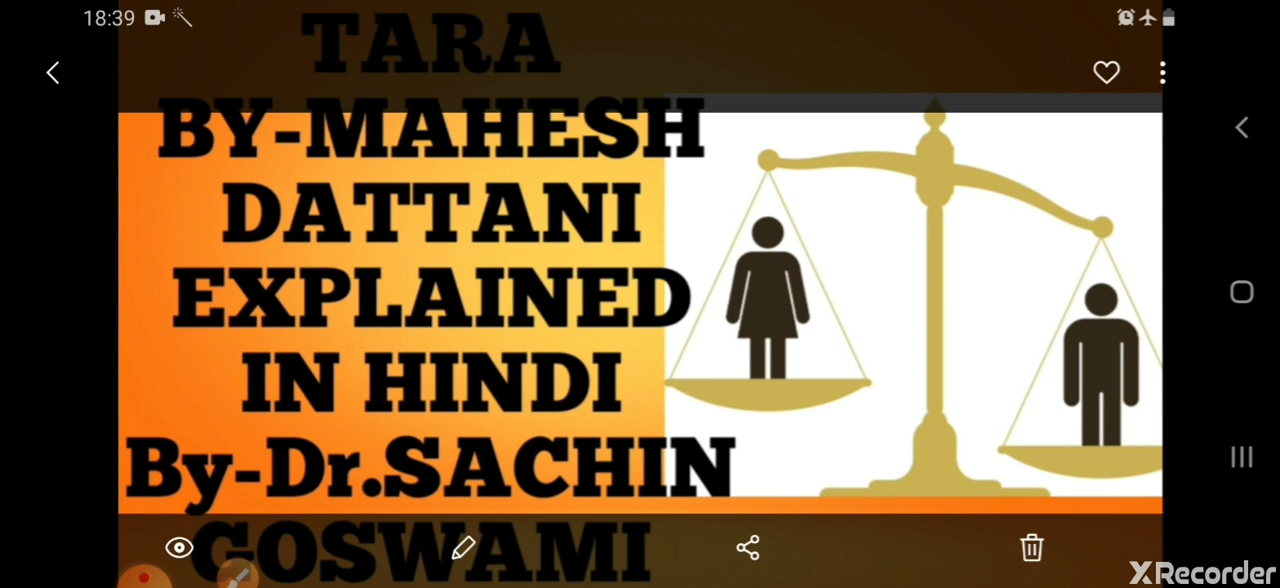 18:39
TARA
BY-MAHESH
DATTANI
EXPLAINED
IN HINDI
By-Dr.SACHIN
GOSWAMI
XRecorder